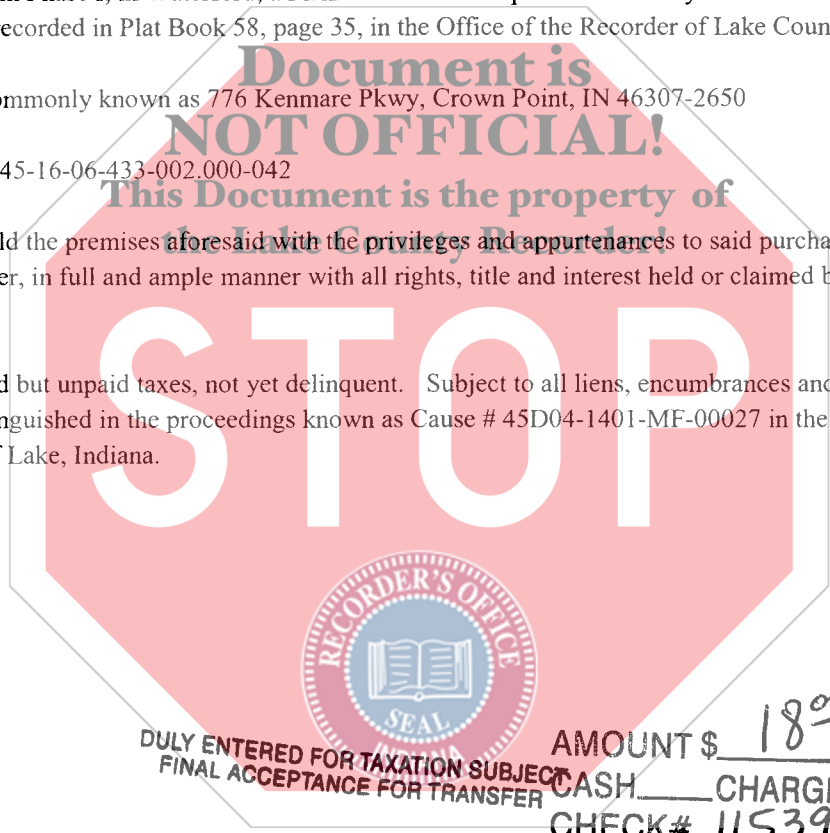 recorded in Plat Book 58, page 35, in the Office of the Recorder of Lake Coun
Document is
ommonly known as 776 Kenmare Pkwy, Crown Point, IN 46307-2650
NOT OFFICIAL!
45-16-06-433-002.000-042
This Document is the property of
ld the premises aforesaid with the privileges and appurtenances to said purcha
the Lake County Recorder!
er, in full and ample manner with all rights, title and interest held or claimed b
STOP
d but unpaid taxes, not yet delinquent. Subject to all liens, encumbrances and
nguished in the proceedings known as Cause # 45D04-1401-MF-00027 in the
f Lake, Indiana.
RECORDER'S OFFICE
SEAL
INDIANA
DULY ENTERED FOR TAXATION SUBJECT
FINAL ACCEPTANCE FOR TRANSFER
AMOUNT $ 18
CASH CHARGE
CHECK# 11539